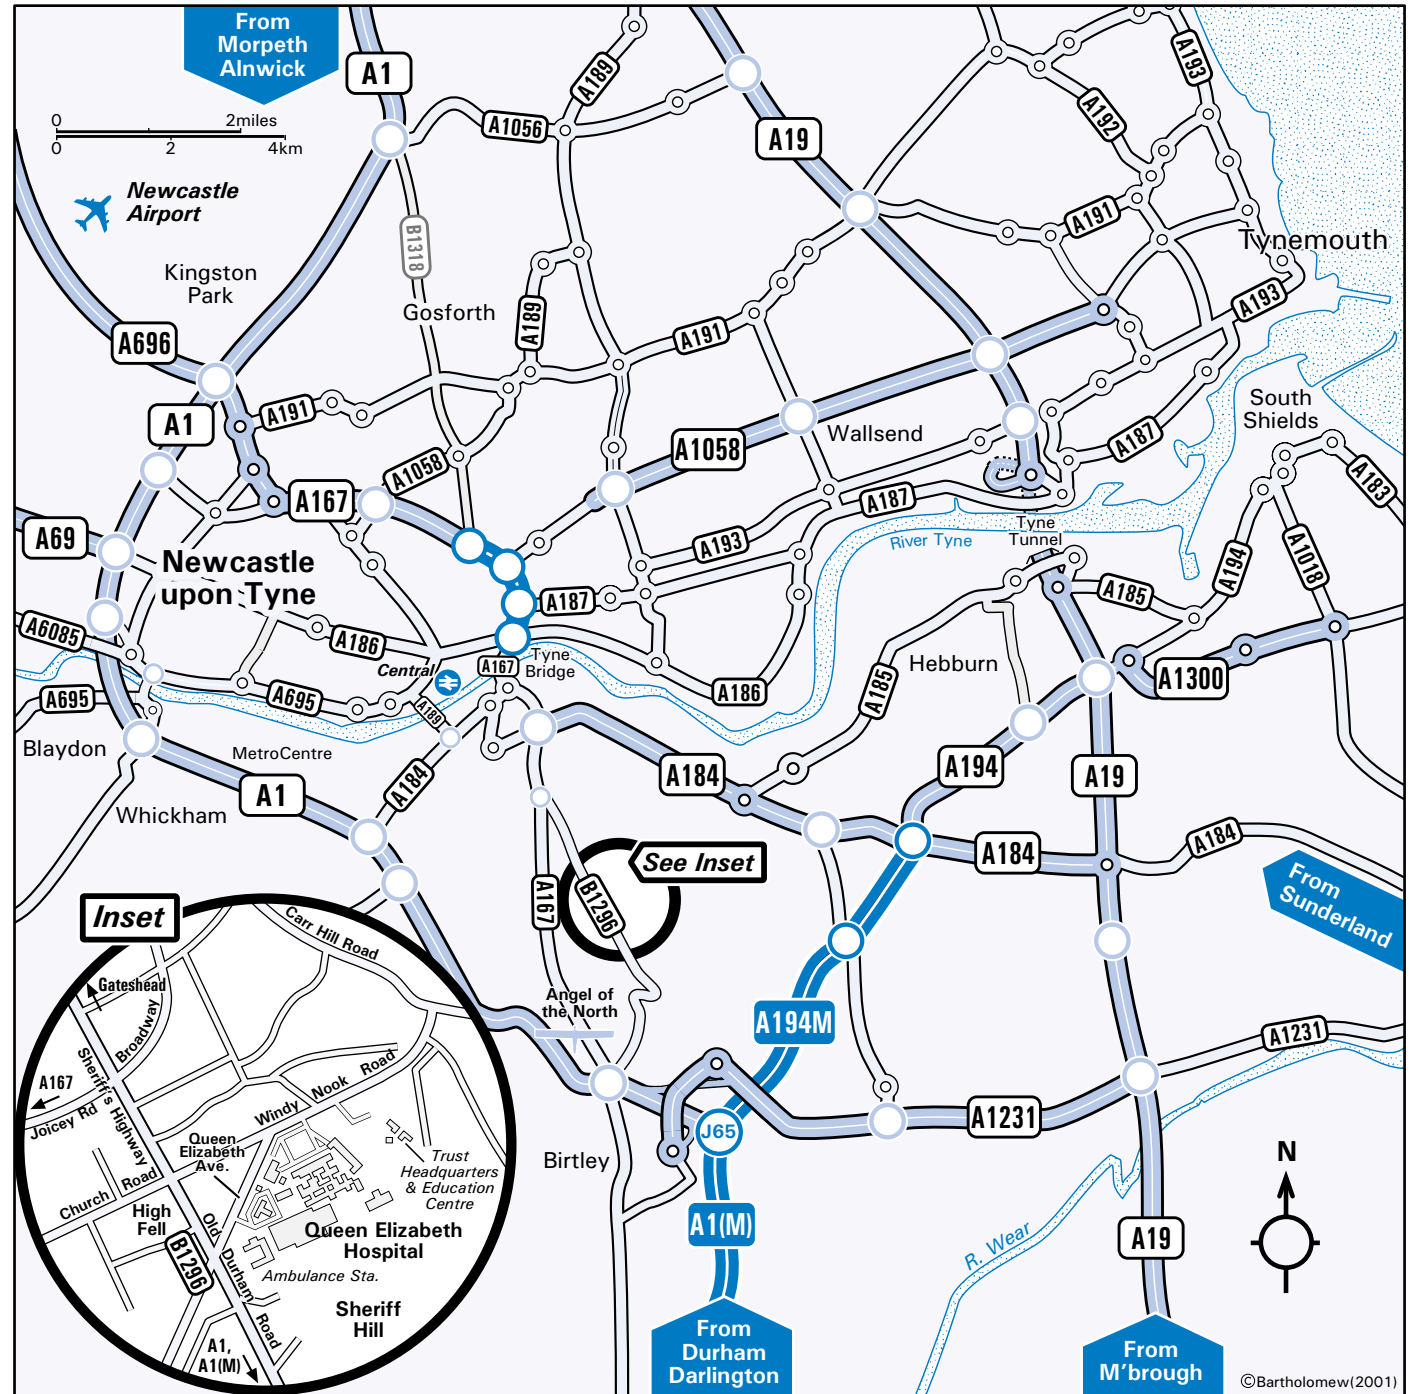 From
Morpeth
Alnwick
A1
A189
A193
0 2miles
0 2 4km
A1056
A19
A192
Newcastle
Airport
B1318
A191
Tynemouth
Kingston
Park
Gosforth
A189
A191
A193
A696
A191
A1
A1058
A1058
Wallsend
A187
South
Shields
A183
A167
A187
A69
Newcastle
upon Tyne
A193
River Tyne
Tyne
Tunnel
A194
A1018
A187
A185
A6085
A186
Central
A167
Tyne
Bridge
Hebburn
A1300
A695
A695
A189
A186
A185
Blaydon
MetroCentre
A184
A184
A194
A19
A1
Whickham
A184
A184
See Inset
A167
B1296
From
Sunderland
Angel of
the North
A194M
A1231
A1231
J65
Birtley
A1(M)
R. Wear
A19
N
From
Durham
Darlington
From
M'brough
©Bartholomew(2001)
Inset
Carr Hill Road
Gateshead
Broadway
Sheriff's Highway
A167
Joicey Rd
Windy Nook Road
Queen
Elizabeth
Ave.
Trust
Headquarters
& Education
Centre
Church Road
High
Fell
Old Durham Road
B1296
Queen Elizabeth
Hospital
Ambulance Sta.
Sheriff
Hill
A1,
A1(M)